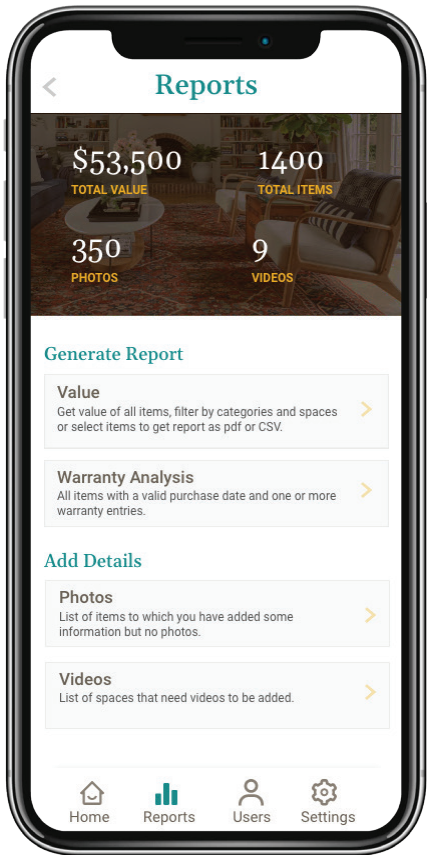 Reports
$53,500
TOTAL VALUE
1400
TOTAL ITEMS
350
PHOTOS
9
VIDEOS
Generate Report
Value
Get value of all items, filter by categories and spaces
or select items to get report as pdf or CSV.
Warranty Analysis
All items with a valid purchase date and one or more
warranty entries.
Add Details
Photos
List of items to which you have added some
information but no photos.
Videos
List of spaces that need videos to be added.
Home
Reports
Users
Settings